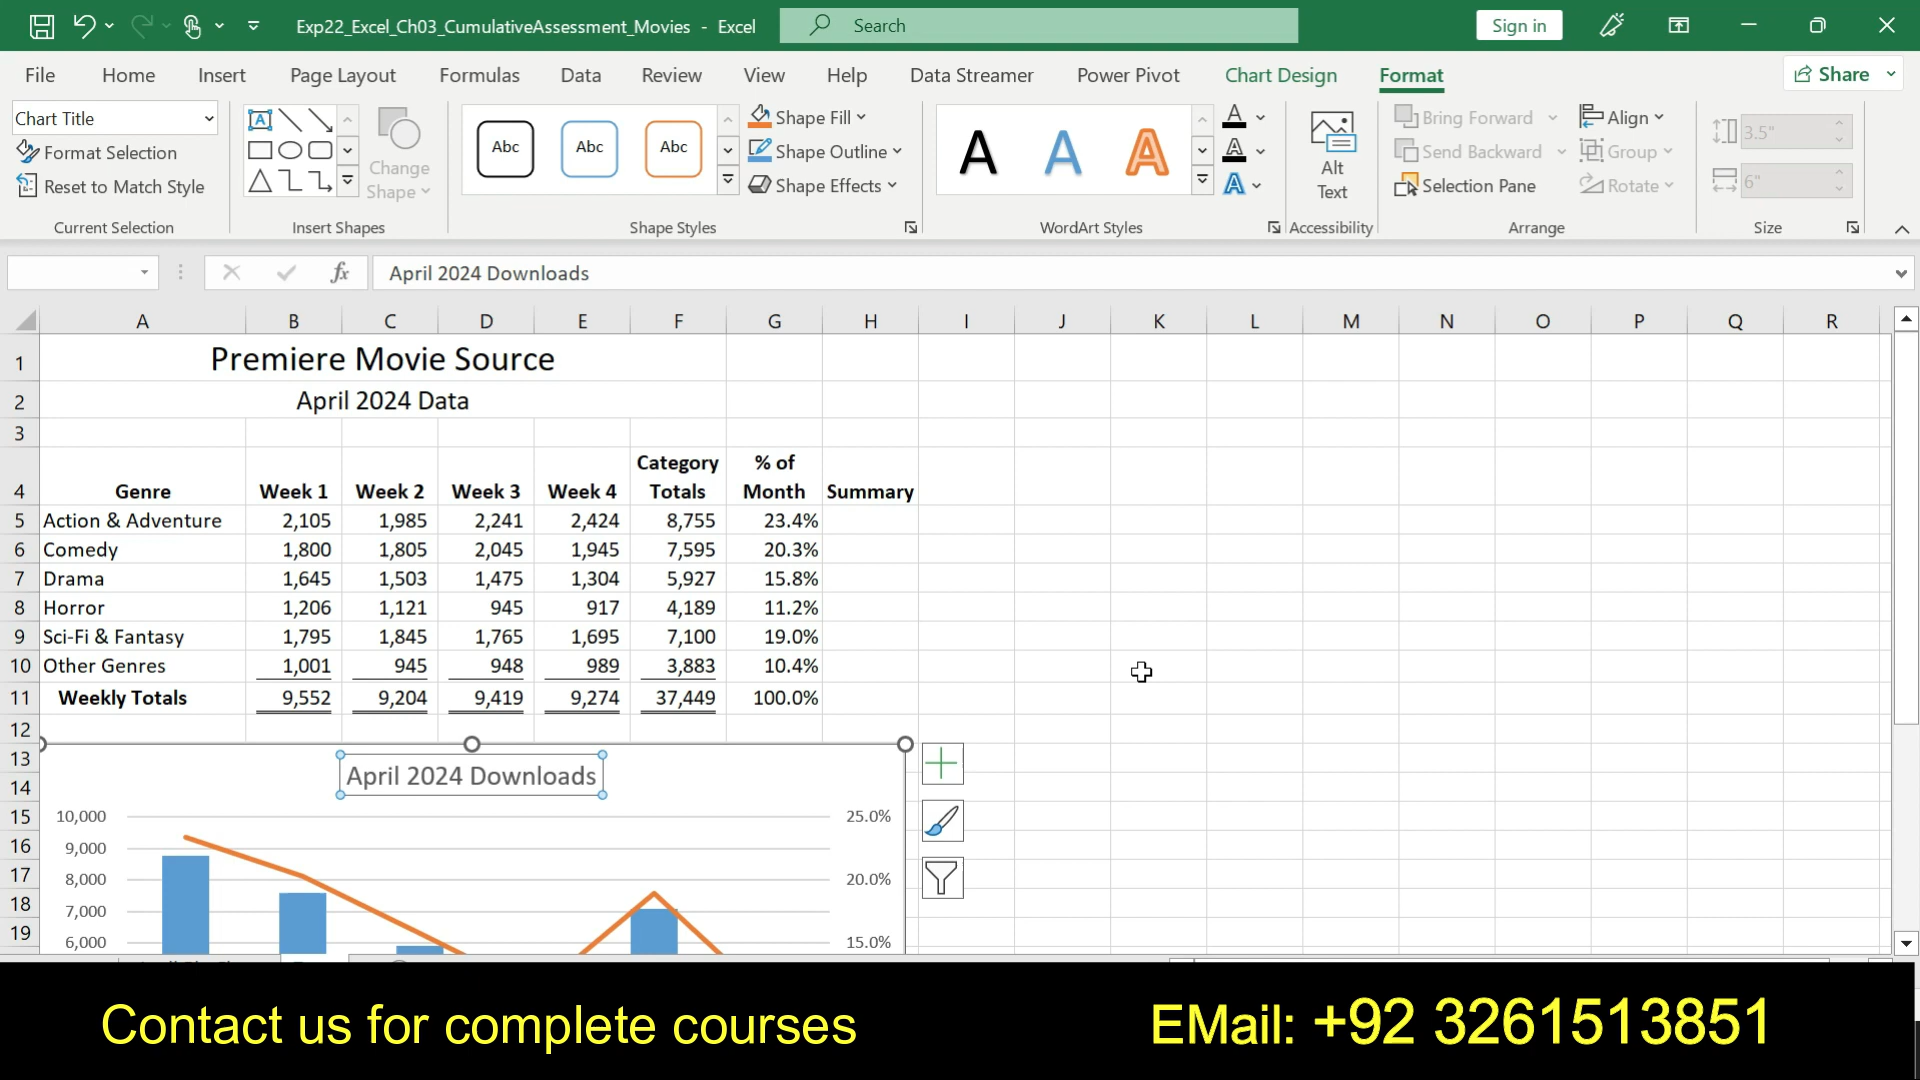 Exp22_Excel_Ch03_CumulativeAssessment_Movies - Excel
Search
Sign in
File Home Insert Page Layout Formulas Data Review View Help Data Streamer Power Pivot Chart Design Format Share
Chart Title
Format Selection
Reset to Match Style
Current Selection
Change
Shape
Insert Shapes
Abc Abc Abc
Shape Fill
Shape Outline
Shape Effects
Shape Styles
A A A
WordArt Styles
Alt
Text
Accessibility
Bring Forward
Send Backward
Selection Pane
Align
Group
Rotate
Arrange
3.5"
6"
Size
fx April 2024 Downloads
A B C D E F G H I J K L M N O P Q R
1 Premiere Movie Source
2 April 2024 Data
3
4 Genre Week 1 Week 2 Week 3 Week 4 Category Totals % of Month Summary
5 Action & Adventure 2,105 1,985 2,241 2,424 8,755 23.4%
6 Comedy 1,800 1,805 2,045 1,945 7,595 20.3%
7 Drama 1,645 1,503 1,475 1,304 5,927 15.8%
8 Horror 1,206 1,121 945 917 4,189 11.2%
9 Sci-Fi & Fantasy 1,795 1,845 1,765 1,695 7,100 19.0%
10 Other Genres 1,001 945 948 989 3,883 10.4%
11 Weekly Totals 9,552 9,204 9,419 9,274 37,449 100.0%
12
13
14
15
16
17
18
19
April 2024 Downloads
10,000 25.0%
9,000
8,000 20.0%
7,000
6,000 15.0%
Contact us for complete courses
EMail: +92 3261513851